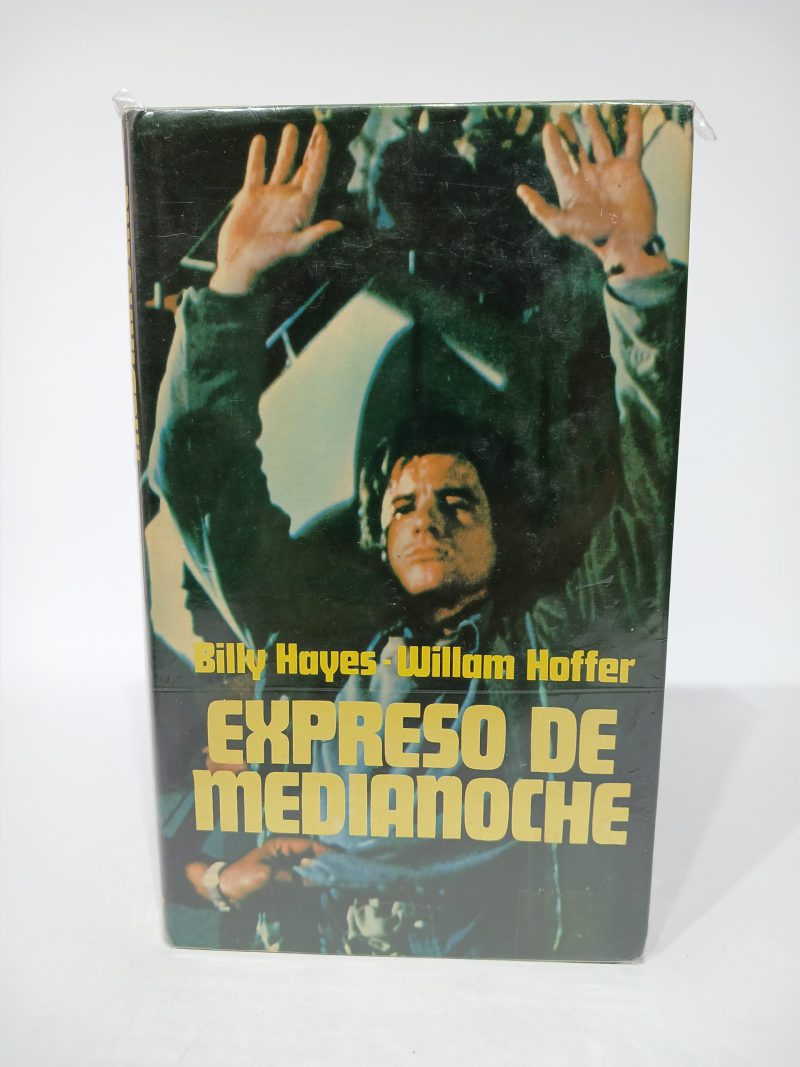 Billy Hayes - Willam Hoffer
EXPRESO DE
MEDIANOCHE